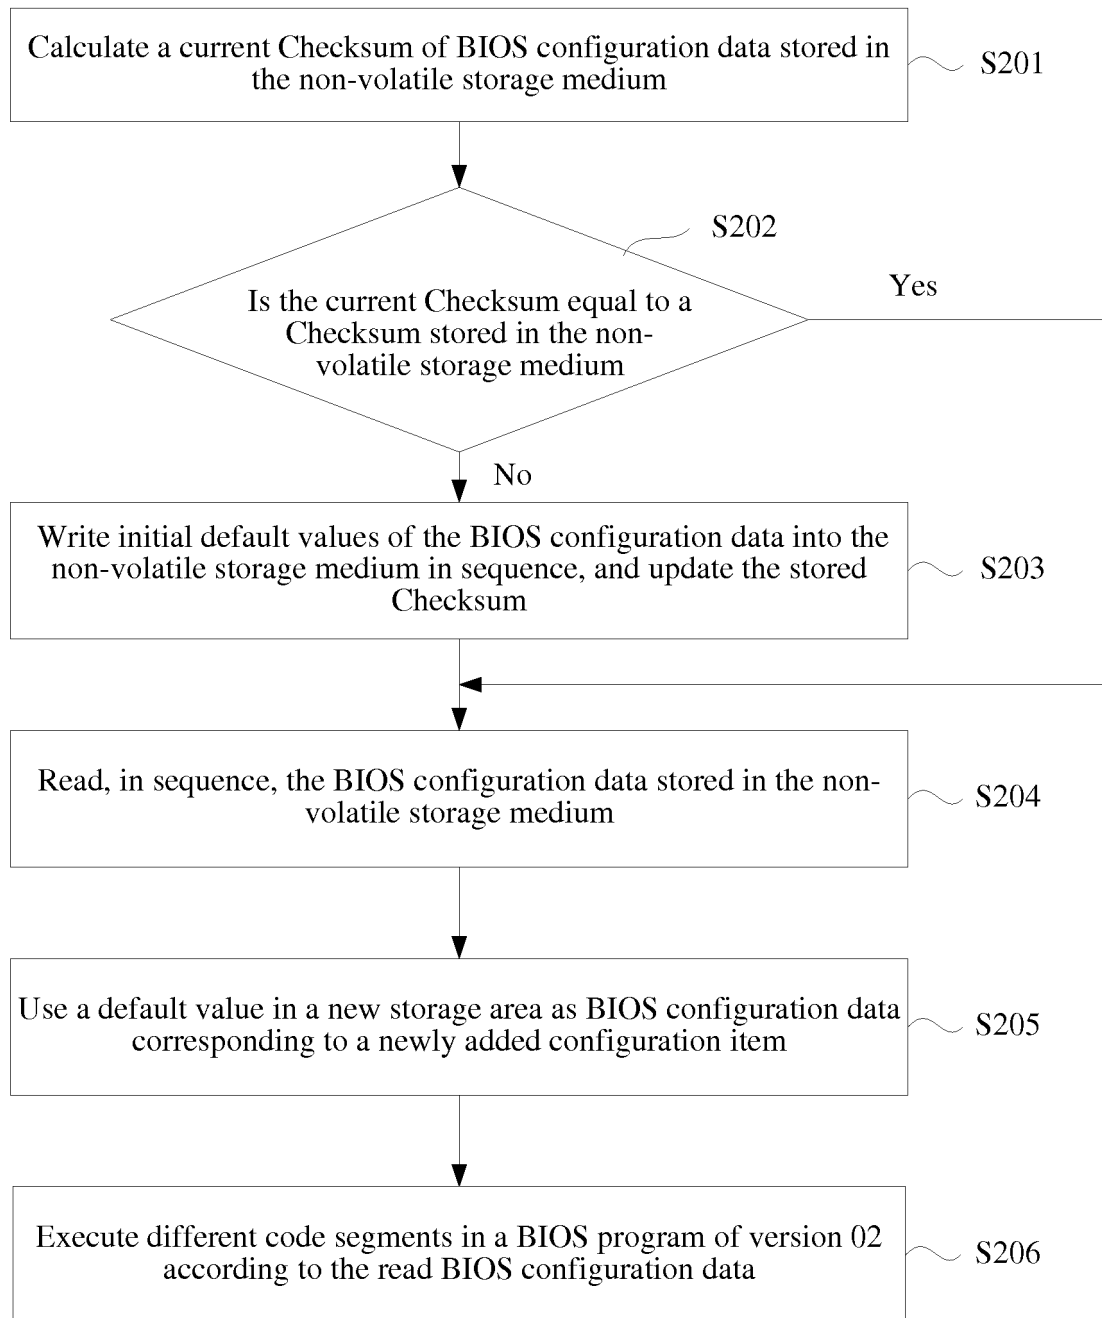 Calculate a current Checksum of BIOS configuration data stored in
the non-volatile storage medium
S201
S202
Is the current Checksum equal to a
Checksum stored in the non-
volatile storage medium
Yes
No
Write initial default values of the BIOS configuration data into the
non-volatile storage medium in sequence, and update the stored
Checksum
S203
Read, in sequence, the BIOS configuration data stored in the non-
volatile storage medium
S204
Use a default value in a new storage area as BIOS configuration data
corresponding to a newly added configuration item
S205
Execute different code segments in a BIOS program of version 02
according to the read BIOS configuration data
S206